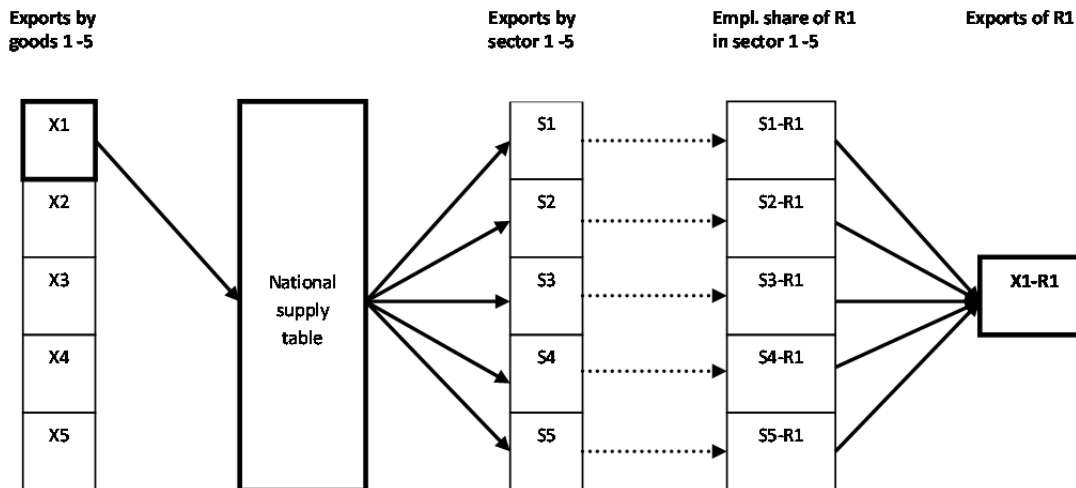 Exports by
goods 1 -5
Exports by
sector 1 -5
Empl. share of R1
in sector 1 -5
Exports of R1
X1
X2
X3
X4
X5
National
supply
table
S1
S2
S3
S4
S5
S1-R1
S2-R1
S3-R1
S4-R1
S5-R1
X1-R1